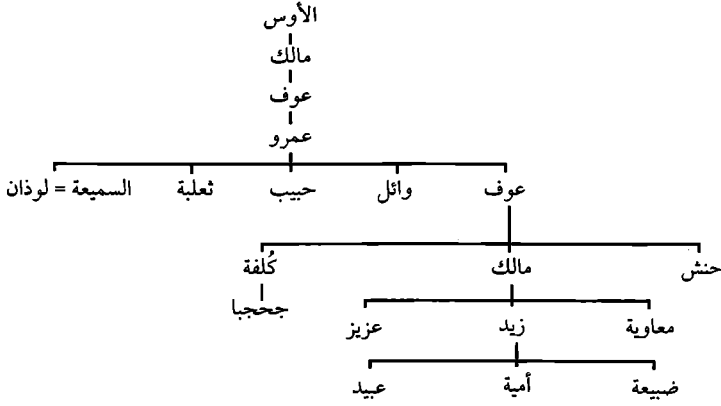 الأوس
مالك
عوف
عمرو
عوف وائل حبيب ثعلبة السميعة = لوذان
حنش مالك كُلفة
جحجبا
معاوية زيد عزيز
ضبيعة أمية عبيد